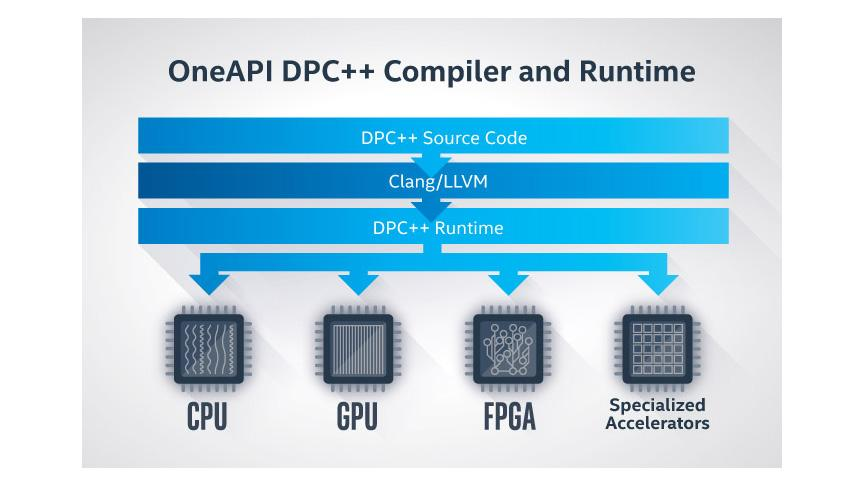 OneAPI DPC++ Compiler and Runtime
DPC++ Source Code
Clang/LLVM
DPC++ Runtime
CPU
GPU
FPGA
Specialized
Accelerators